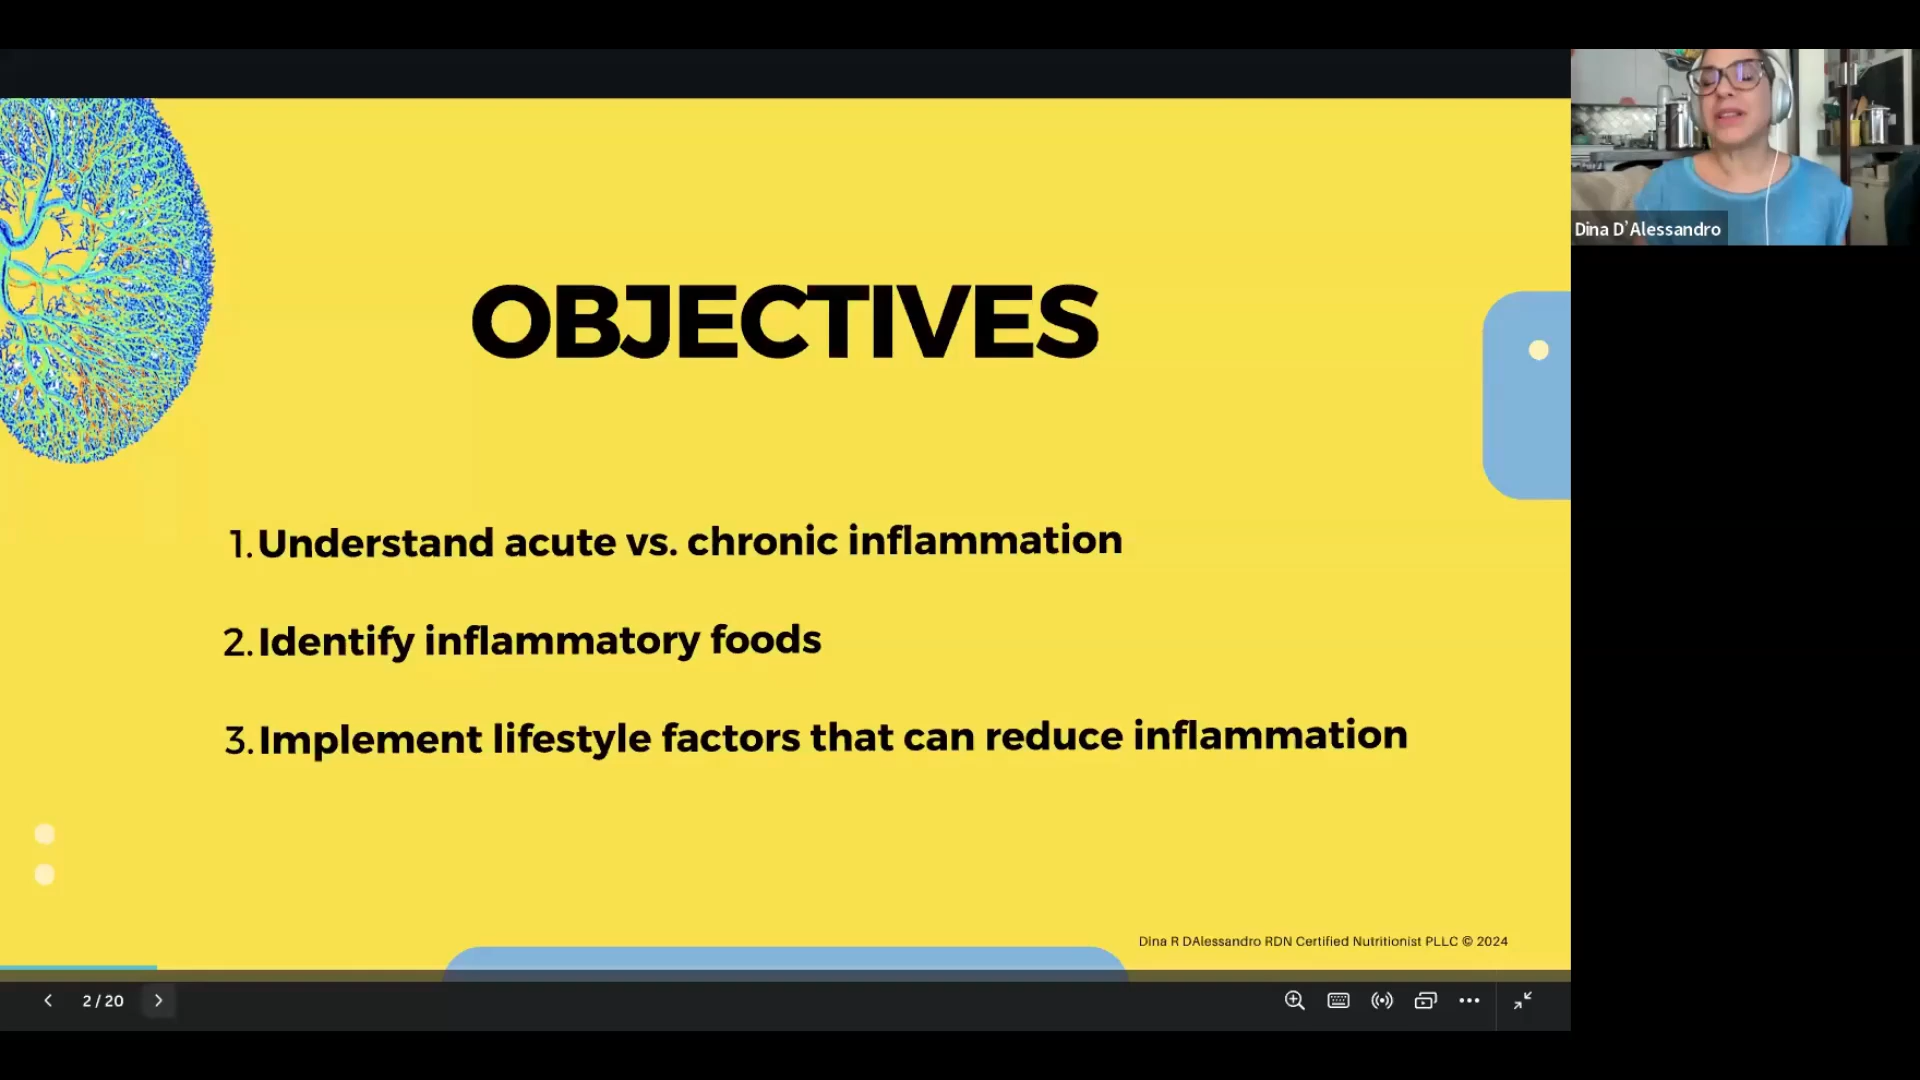 Dina D'Alessandro
OBJECTIVES
1. Understand acute vs. chronic inflammation
2. Identify inflammatory foods
3. Implement lifestyle factors that can reduce inflammation
Dina R DAlessandro RDN Certified Nutritionist PLLC © 2024
2 / 20